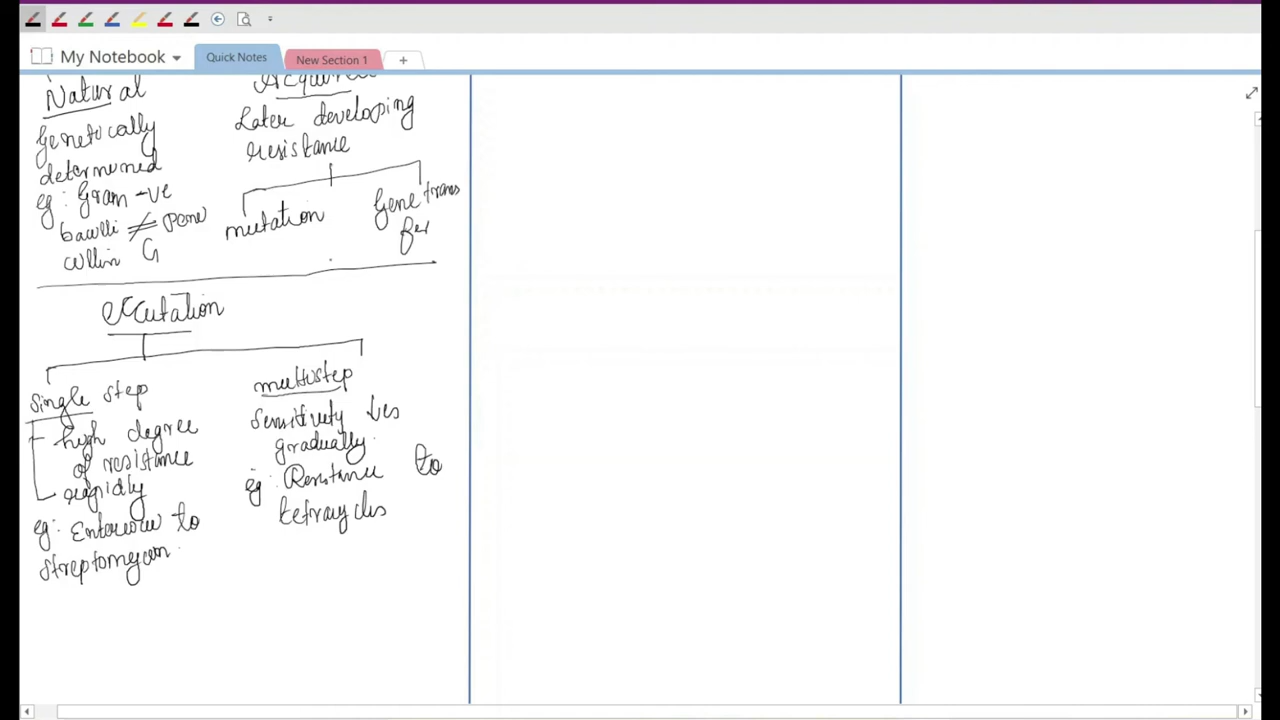 My Notebook
Quick Notes
New Section 1
Natural
Genetically
determined
eg: Gram -ve
bacilli ≠ peni
cillin G
Acquired
Later developing
resistance
mutation
Gene trans
fer
Mutation
Single step
high degree
of resistance
rapidly
eg: Enterococci to
streptomycin
multistep
Sensitivity ↓es
gradually.
eg: Resistance to
tetracycles